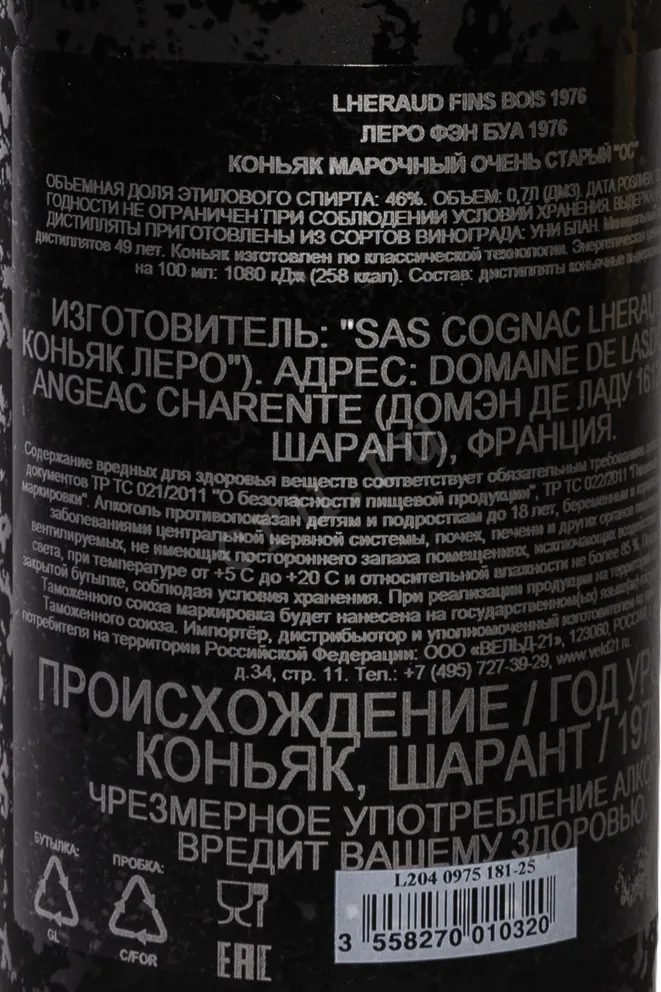 LHERAUD FINS BOIS 1976
ЛЕРО ФЭН БУА 1976
КОНЬЯК МАРОЧНЫЙ ОЧЕНЬ СТАРЫЙ "ОС"
ОБЪЕМНАЯ ДОЛЯ ЭТИЛОВОГО СПИРТА: 46%. ОБЪЕМ: 0,7Л (ДМ3). ДАТА РОЗЛИВА
ГОДНОСТИ НЕ ОГРАНИЧЕН ПРИ СОБЛЮДЕНИИ УСЛОВИЙ ХРАНЕНИЯ. ВЫДЕРЖКА
ДИСТИЛЛЯТЫ ПРИГОТОВЛЕНЫ ИЗ СОРТОВ ВИНОГРАДА: УНИ БЛАН.
дистиллятов 49 лет. Коньяк изготовлен по классической технологии. Энергетическая
на 100 мл: 1080 кДж (258 ккал). Состав: дистилляты коньячные
ИЗГОТОВИТЕЛЬ: "SAS COGNAC LHERAU
КОНЬЯК ЛЕРО"). АДРЕС: DOMAINE DE LASD
ANGEAC CHARENTE (ДОМЭН ДЕ ЛАДУ 161
ШАРАНТ), ФРАНЦИЯ.
Содержание вредных для здоровья веществ соответствует обязательным требованиям
документов ТР ТС 021/2011 "О безопасности пищевой продукции", ТР ТС 022/2011
маркировки". Алкоголь противопоказан детям и подросткам до 18 лет, беременным и
заболеваниями центральной нервной системы, почек, печени и других органов
вентилируемых, не имеющих постороннего запаха помещениях, исключающих
света, при температуре от +5 С до +20 С и относительной влажности не более 85 %.
закрытой бутылке, соблюдая условия хранения. При реализации продукции на
Таможенного союза маркировка будет нанесена на государственном(ых) языке(ах)
Таможенного союза. Импортёр, дистрибьютор и уполномоченный изготовителем на
потребителя на территории Российской Федерации: ООО «ВЕЛЬД-21», 123060, РОССИЯ
д.34, стр. 11. Тел.: +7 (495) 727-39-29, www.veld21.ru.
ПРОИСХОЖДЕНИЕ / ГОД УРО
КОНЬЯК, ШАРАНТ / 197
ЧРЕЗМЕРНОЕ УПОТРЕБЛЕНИЕ АЛКО
ВРЕДИТ ВАШЕМУ ЗДОРОВЬЮ.
БУТЫЛКА: ПРОБКА:
GL C/FOR
EAC
L204 0975 181-25
3 558270 010320